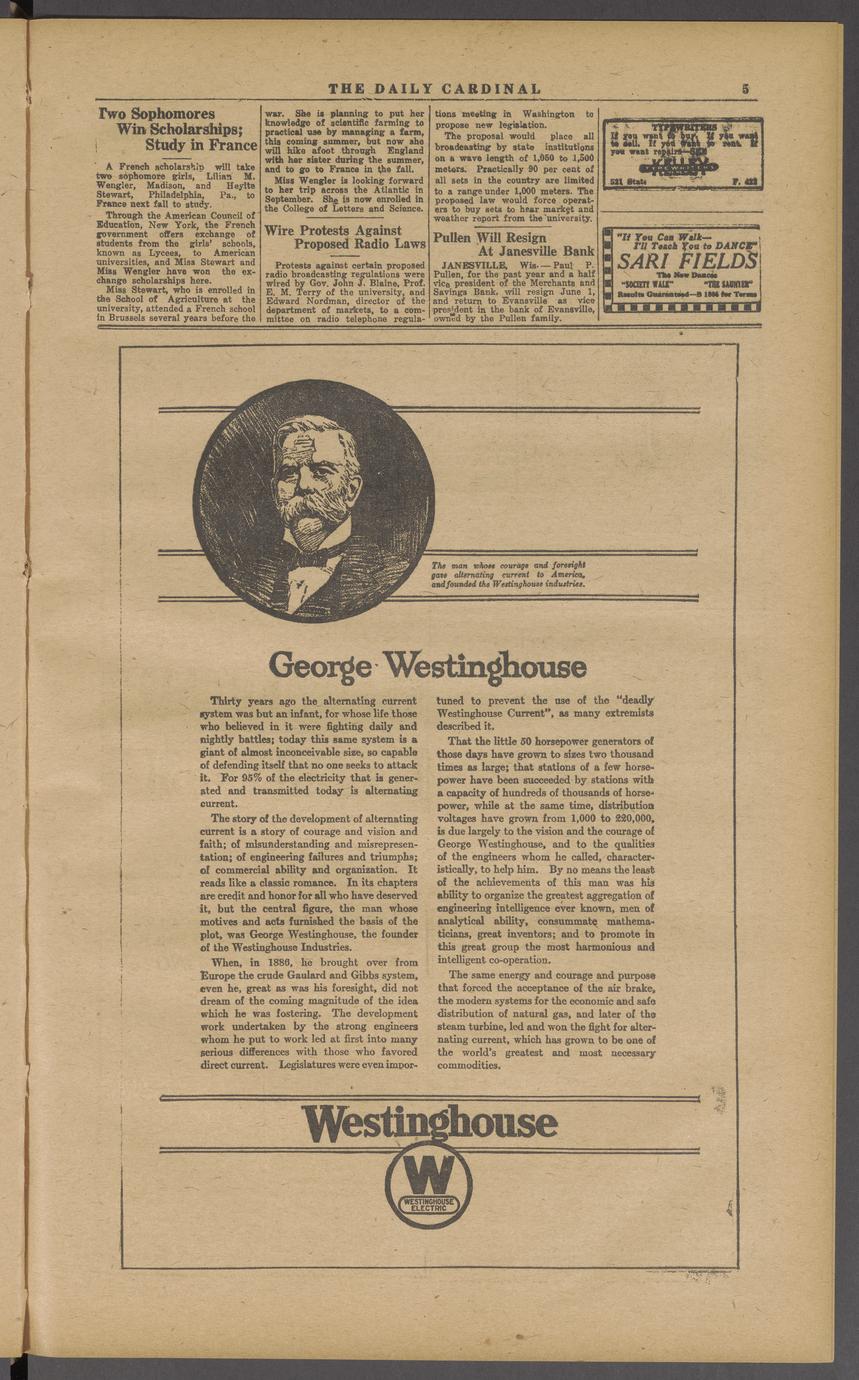 THE DAILY CARDINAL
5
Two Sophomores
Win Scholarships;
Study in France
A French scholarship will take
two sophomore girls, Lilian M.
Wengler, Madison, and Heylte
Stewart, Philadelphia, Pa., to
France next fall to study.
Through the American Council of
Education, New York, the French
government offers exchange of
students from the girls' schools,
known as Lycees, to American
universities, and Miss Stewart and
Miss Wengler have won the ex-
change scholarships here.
Miss Stewart, who is enrolled in
the School of Agriculture at the
university, attended a French school
in Brussels several years before the
war. She is planning to put her
knowledge of scientific farming to
practical use by managing a farm,
this coming summer, but now she
will hike afoot through England
with her sister during the summer,
and to go to France in the fall.
Miss Wengler is looking forward
to her trip across the Atlantic in
September. She is now enrolled in
the College of Letters and Science.
Wire Protests Against
Proposed Radio Laws
Protests against certain proposed
radio broadcasting regulations were
wired by Gov. John J. Blaine, Prof.
E. M. Terry of the university, and
Edward Nordman, director of the
department of markets, to a com-
mittee on radio telephone regula-
tions meeting in Washington to
propose new legislation.
The proposal would place all
broadcasting by state institutions
on a wave length of 1,050 to 1,500
meters. Practically 90 per cent of
all sets in the country are limited
to a range under 1,000 meters. The
proposed law would force operat-
ers to buy sets to hear market and
weather report from the university.
Pullen Will Resign
At Janesville Bank
JANESVILLE, Wis.—Paul P.
Pullen, for the past year and a half
vice president of the Merchants and
Savings Bank will resign June 1,
and return to Evansville as vice
president in the bank of Evansville,
owned by the Pullen family.
TYPEWRITERS
If you want to buy. If you want
to sell. If you want to rent. If
you want repairs—SEE
KELLEY
521 State
F. 422
"If You Can Walk—
I'll Teach You to DANCE"
SARI FIELDS
The New Dances
"SOCIETY WALK" "THE SAUNTER"
Results Guaranteed—B 1806 for Terms
The man whose courage and foresight
gave alternating current to America,
and founded the Westinghouse industries.
George Westinghouse
Thirty years ago the alternating current
system was but an infant, for whose life those
who believed in it were fighting daily and
nightly battles; today this same system is a
giant of almost inconceivable size, so capable
of defending itself that no one seeks to attack
it. For 95% of the electricity that is gener-
ated and transmitted today is alternating
current.
The story of the development of alternating
current is a story of courage and vision and
faith; of misunderstanding and misrepresen-
tation; of engineering failures and triumphs;
of commercial ability and organization. It
reads like a classic romance. In its chapters
are credit and honor for all who have deserved
it, but the central figure, the man whose
motives and acts furnished the basis of the
plot, was George Westinghouse, the founder
of the Westinghouse Industries.
When, in 1886, he brought over from
Europe the crude Gaulard and Gibbs system,
even he, great as was his foresight, did not
dream of the coming magnitude of the idea
which he was fostering. The development
work undertaken by the strong engineers
whom he put to work led at first into many
serious differences with those who favored
direct current. Legislatures were even impor-
tuned to prevent the use of the "deadly
Westinghouse Current", as many extremists
described it.
That the little 50 horsepower generators of
those days have grown to sizes two thousand
times as large; that stations of a few horse-
power have been succeeded by stations with
a capacity of hundreds of thousands of horse-
power, while at the same time, distribution
voltages have grown from 1,000 to 220,000,
is due largely to the vision and the courage of
George Westinghouse, and to the qualities
of the engineers whom he called, character-
istically, to help him. By no means the least
of the achievements of this man was his
ability to organize the greatest aggregation of
engineering intelligence ever known, men of
analytical ability, consummate mathema-
ticians, great inventors; and to promote in
this great group the most harmonious and
intelligent co-operation.
The same energy and courage and purpose
that forced the acceptance of the air brake,
the modern systems for the economic and safe
distribution of natural gas, and later of the
steam turbine, led and won the fight for alter-
nating current, which has grown to be one of
the world's greatest and most necessary
commodities.
Westinghouse
W
WESTINGHOUSE
ELECTRIC